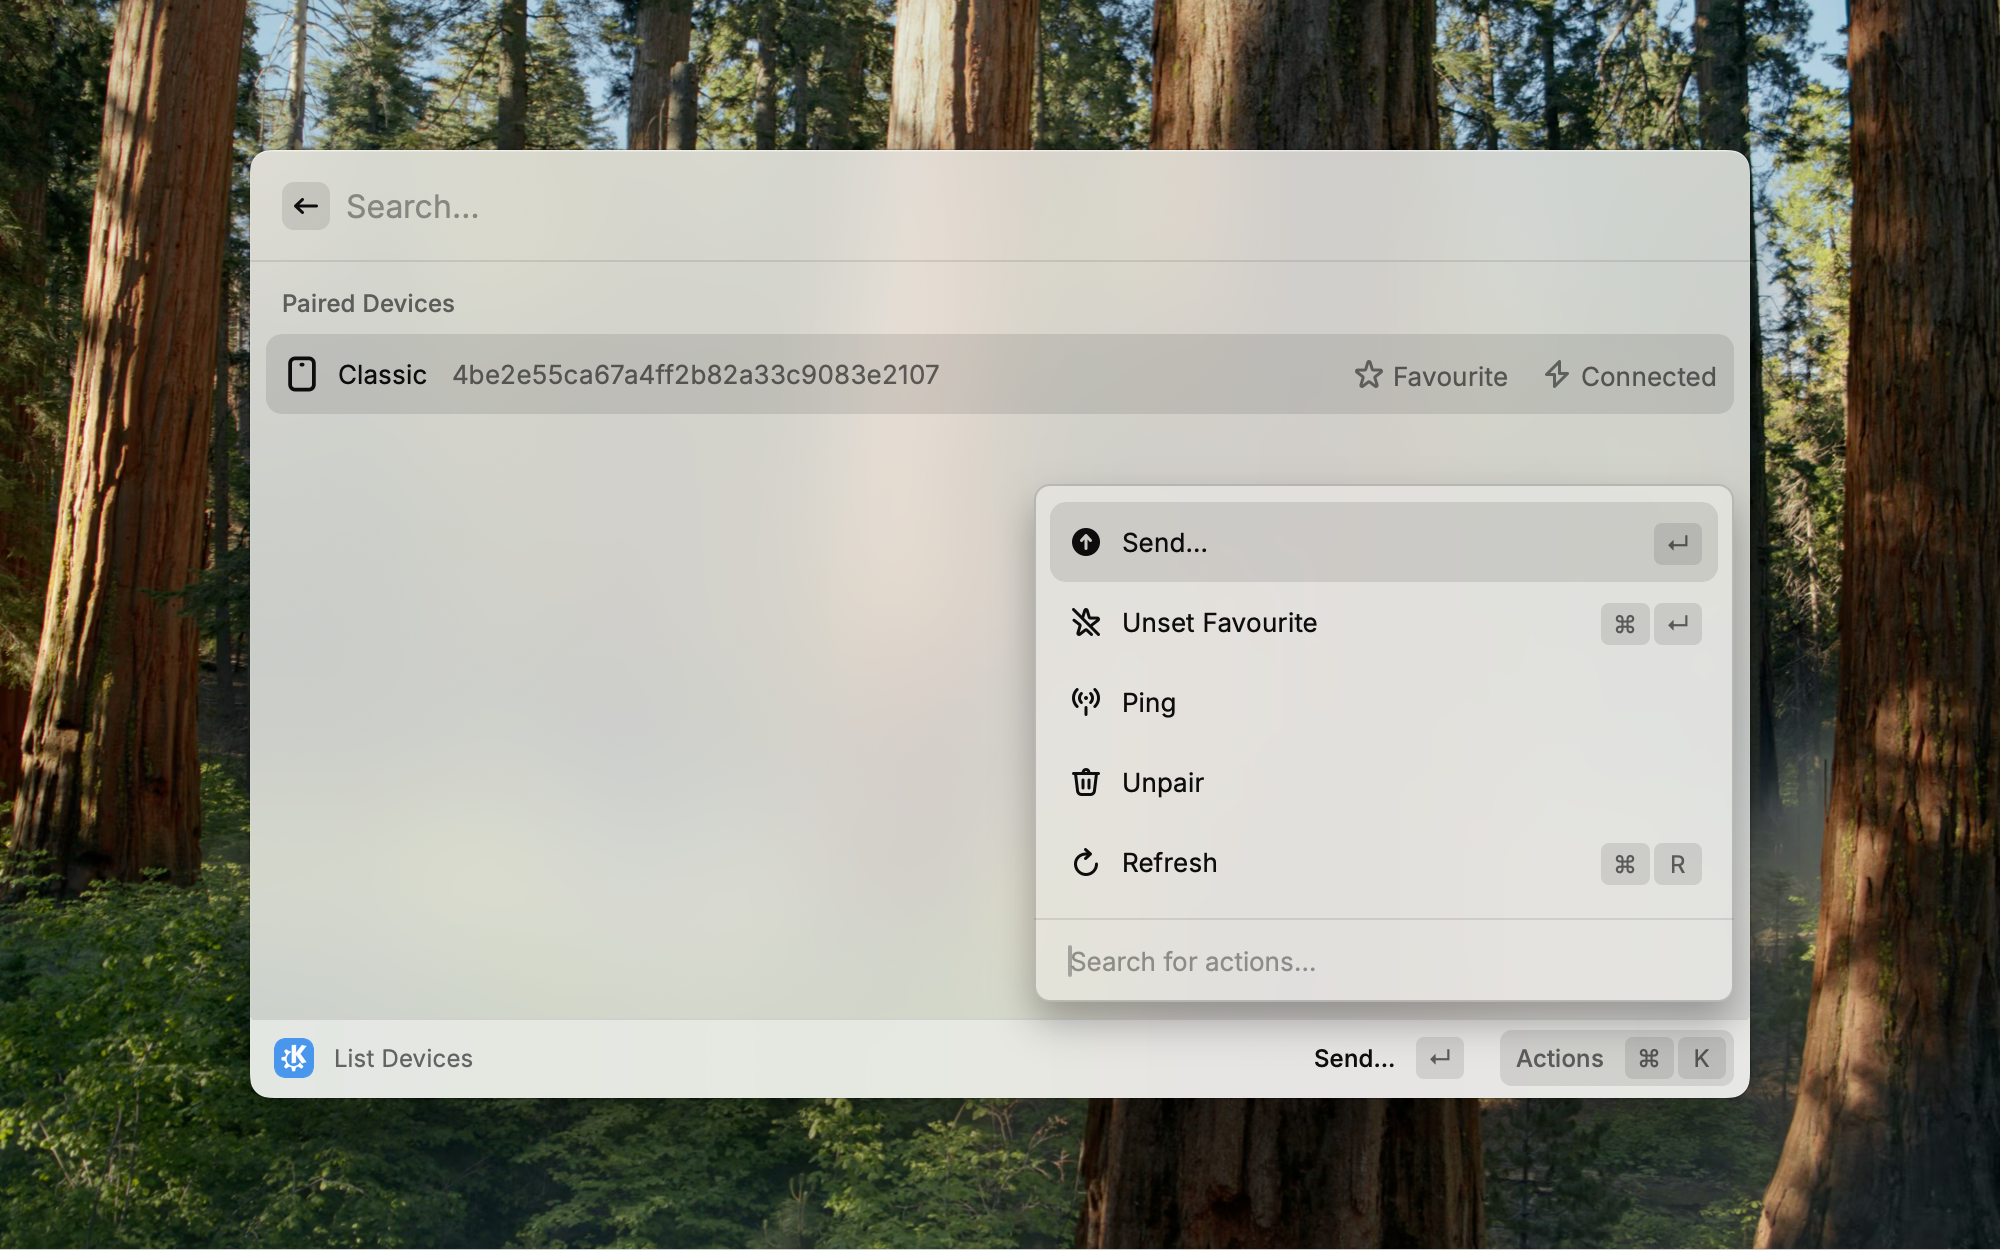 Search...
Paired Devices
Classic 4be2e55ca67a4ff2b82a33c9083e2107 Favourite Connected
Send...
Unset Favourite ⌘
Ping
Unpair
Refresh ⌘ R
Search for actions...
List Devices Send... Actions ⌘ K